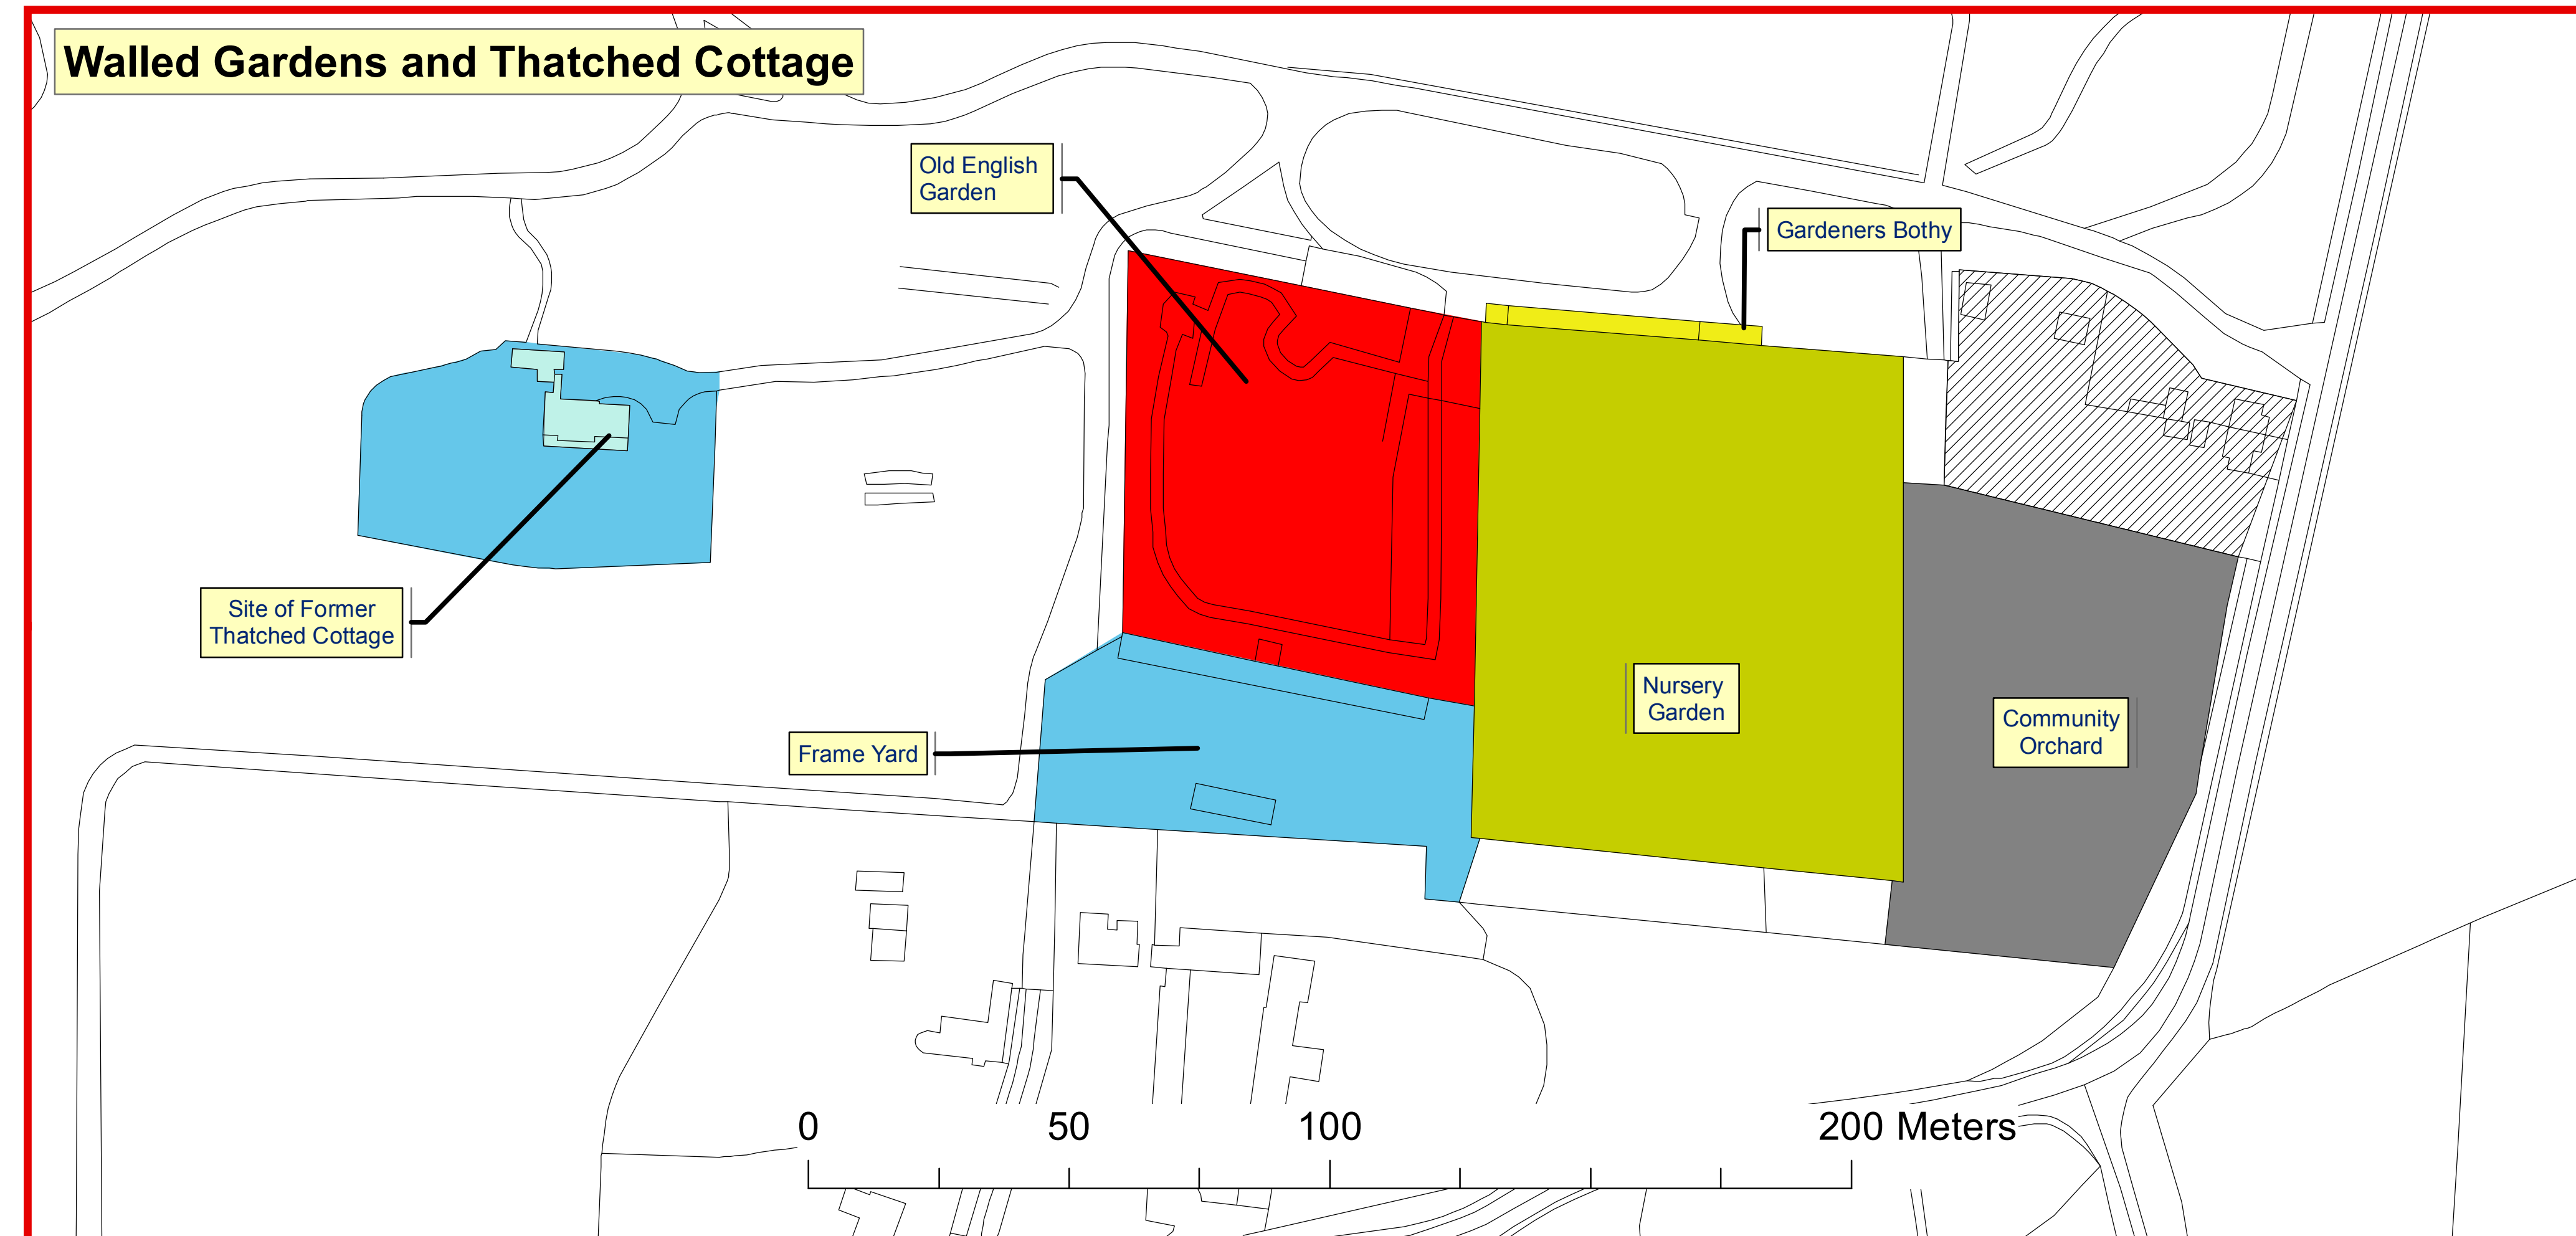 Walled Gardens and Thatched Cottage
Old English
Garden
Gardeners Bothy
Site of Former
Thatched Cottage
Nursery
Garden
Community
Orchard
Frame Yard
0 50 100 200 Meters